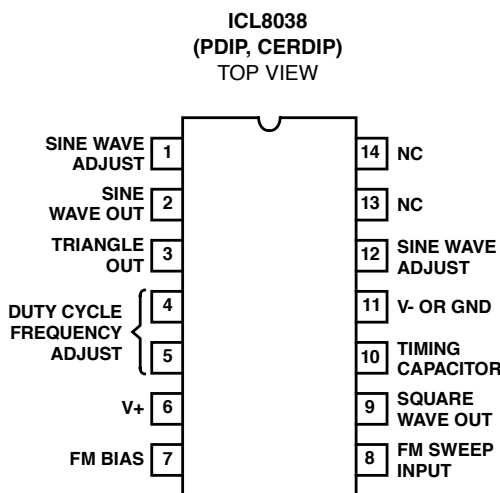 ICL8038
(PDIP, CERDIP)
TOP VIEW
SINE WAVE
ADJUST
1
SINE
WAVE OUT
2
TRIANGLE
OUT
3
DUTY CYCLE
FREQUENCY
ADJUST
4
5
V+
6
FM BIAS
7
14
NC
13
NC
12
SINE WAVE
ADJUST
11
V- OR GND
10
TIMING
CAPACITOR
9
SQUARE
WAVE OUT
8
FM SWEEP
INPUT